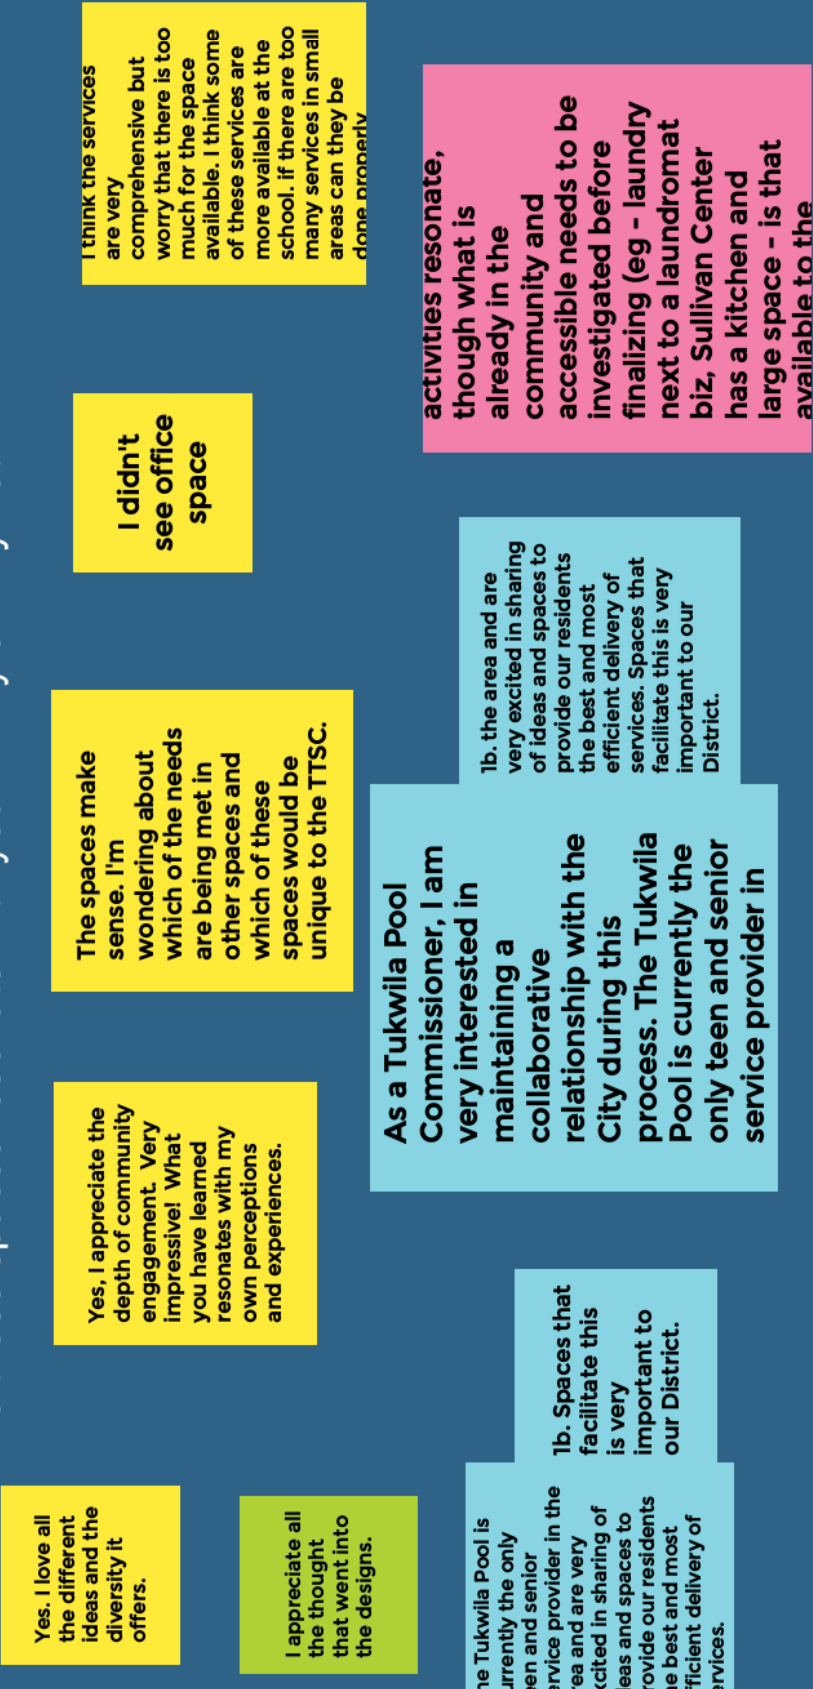 Yes. I love all
the different
ideas and the
diversity it
offers.
Yes, I appreciate the
depth of community
engagement. Very
impressive! What
you have learned
resonates with my
own perceptions
and experiences.
The spaces make
sense. I'm
wondering about
which of the needs
are being met in
other spaces and
which of these
spaces would be
unique to the TTSC.
I didn't
see office
space
I think the services
are very
comprehensive but
worry that there is too
much for the space
available. I think some
of these services are
more available at the
school. if there are too
many services in small
areas can they be
done properly
I appreciate all
the thought
that went into
the designs.
he Tukwila Pool is
urrently the only
een and senior
ervice provider in the
rea and are very
xcited in sharing of
deas and spaces to
rovide our residents
he best and most
fficient delivery of
ervices.
1b. Spaces that
facilitate this
is very
important to
our District.
As a Tukwila Pool
Commissioner, I am
very interested in
maintaining a
collaborative
relationship with the
City during this
process. The Tukwila
Pool is currently the
only teen and senior
service provider in
1b. the area and are
very excited in sharing
of ideas and spaces to
provide our residents
the best and most
efficient delivery of
services. Spaces that
facilitate this is very
important to our
District.
activities resonate,
though what is
already in the
community and
accessible needs to be
investigated before
finalizing (eg - laundry
next to a laundromat
biz, Sullivan Center
has a kitchen and
large space - is that
available to the